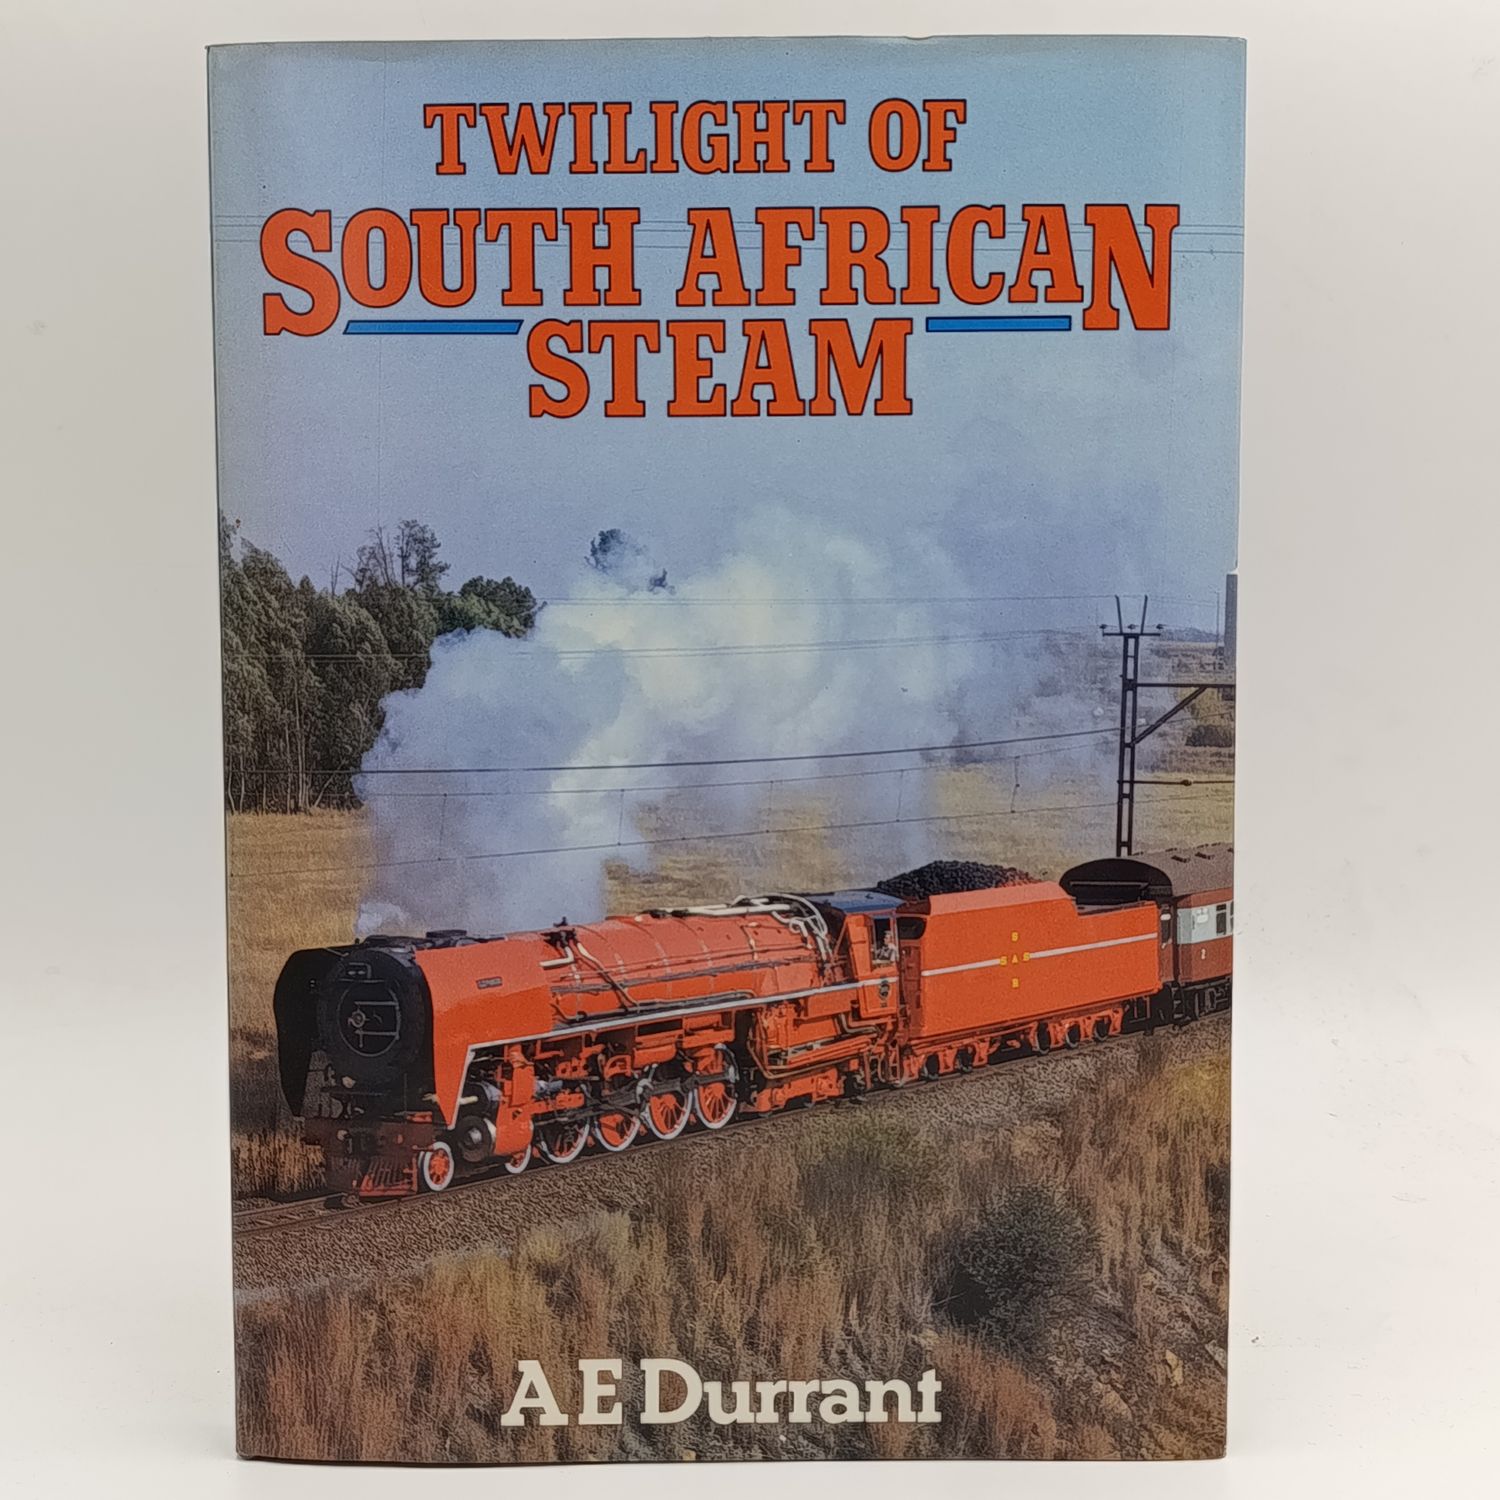 TWILIGHT OF
SOUTH AFRICAN
STEAM
S
S A S
R
A E Durrant